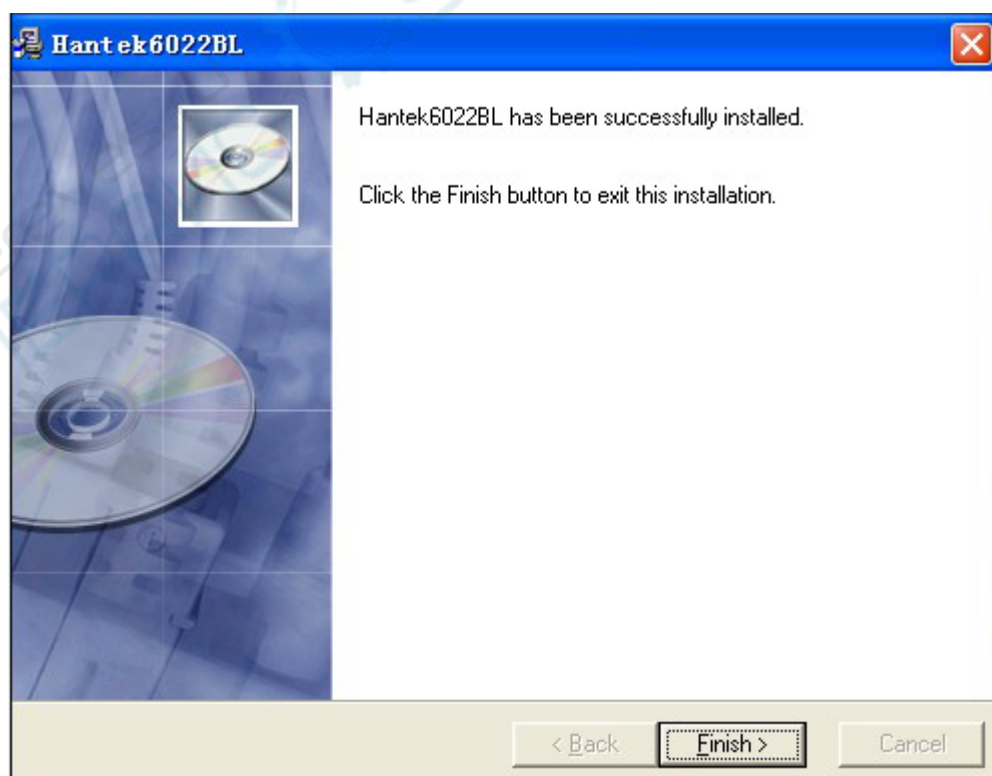 Hantek6022BL
Hantek6022BL has been successfully installed.
Click the Finish button to exit this installation.
< Back
Finish >
Cancel